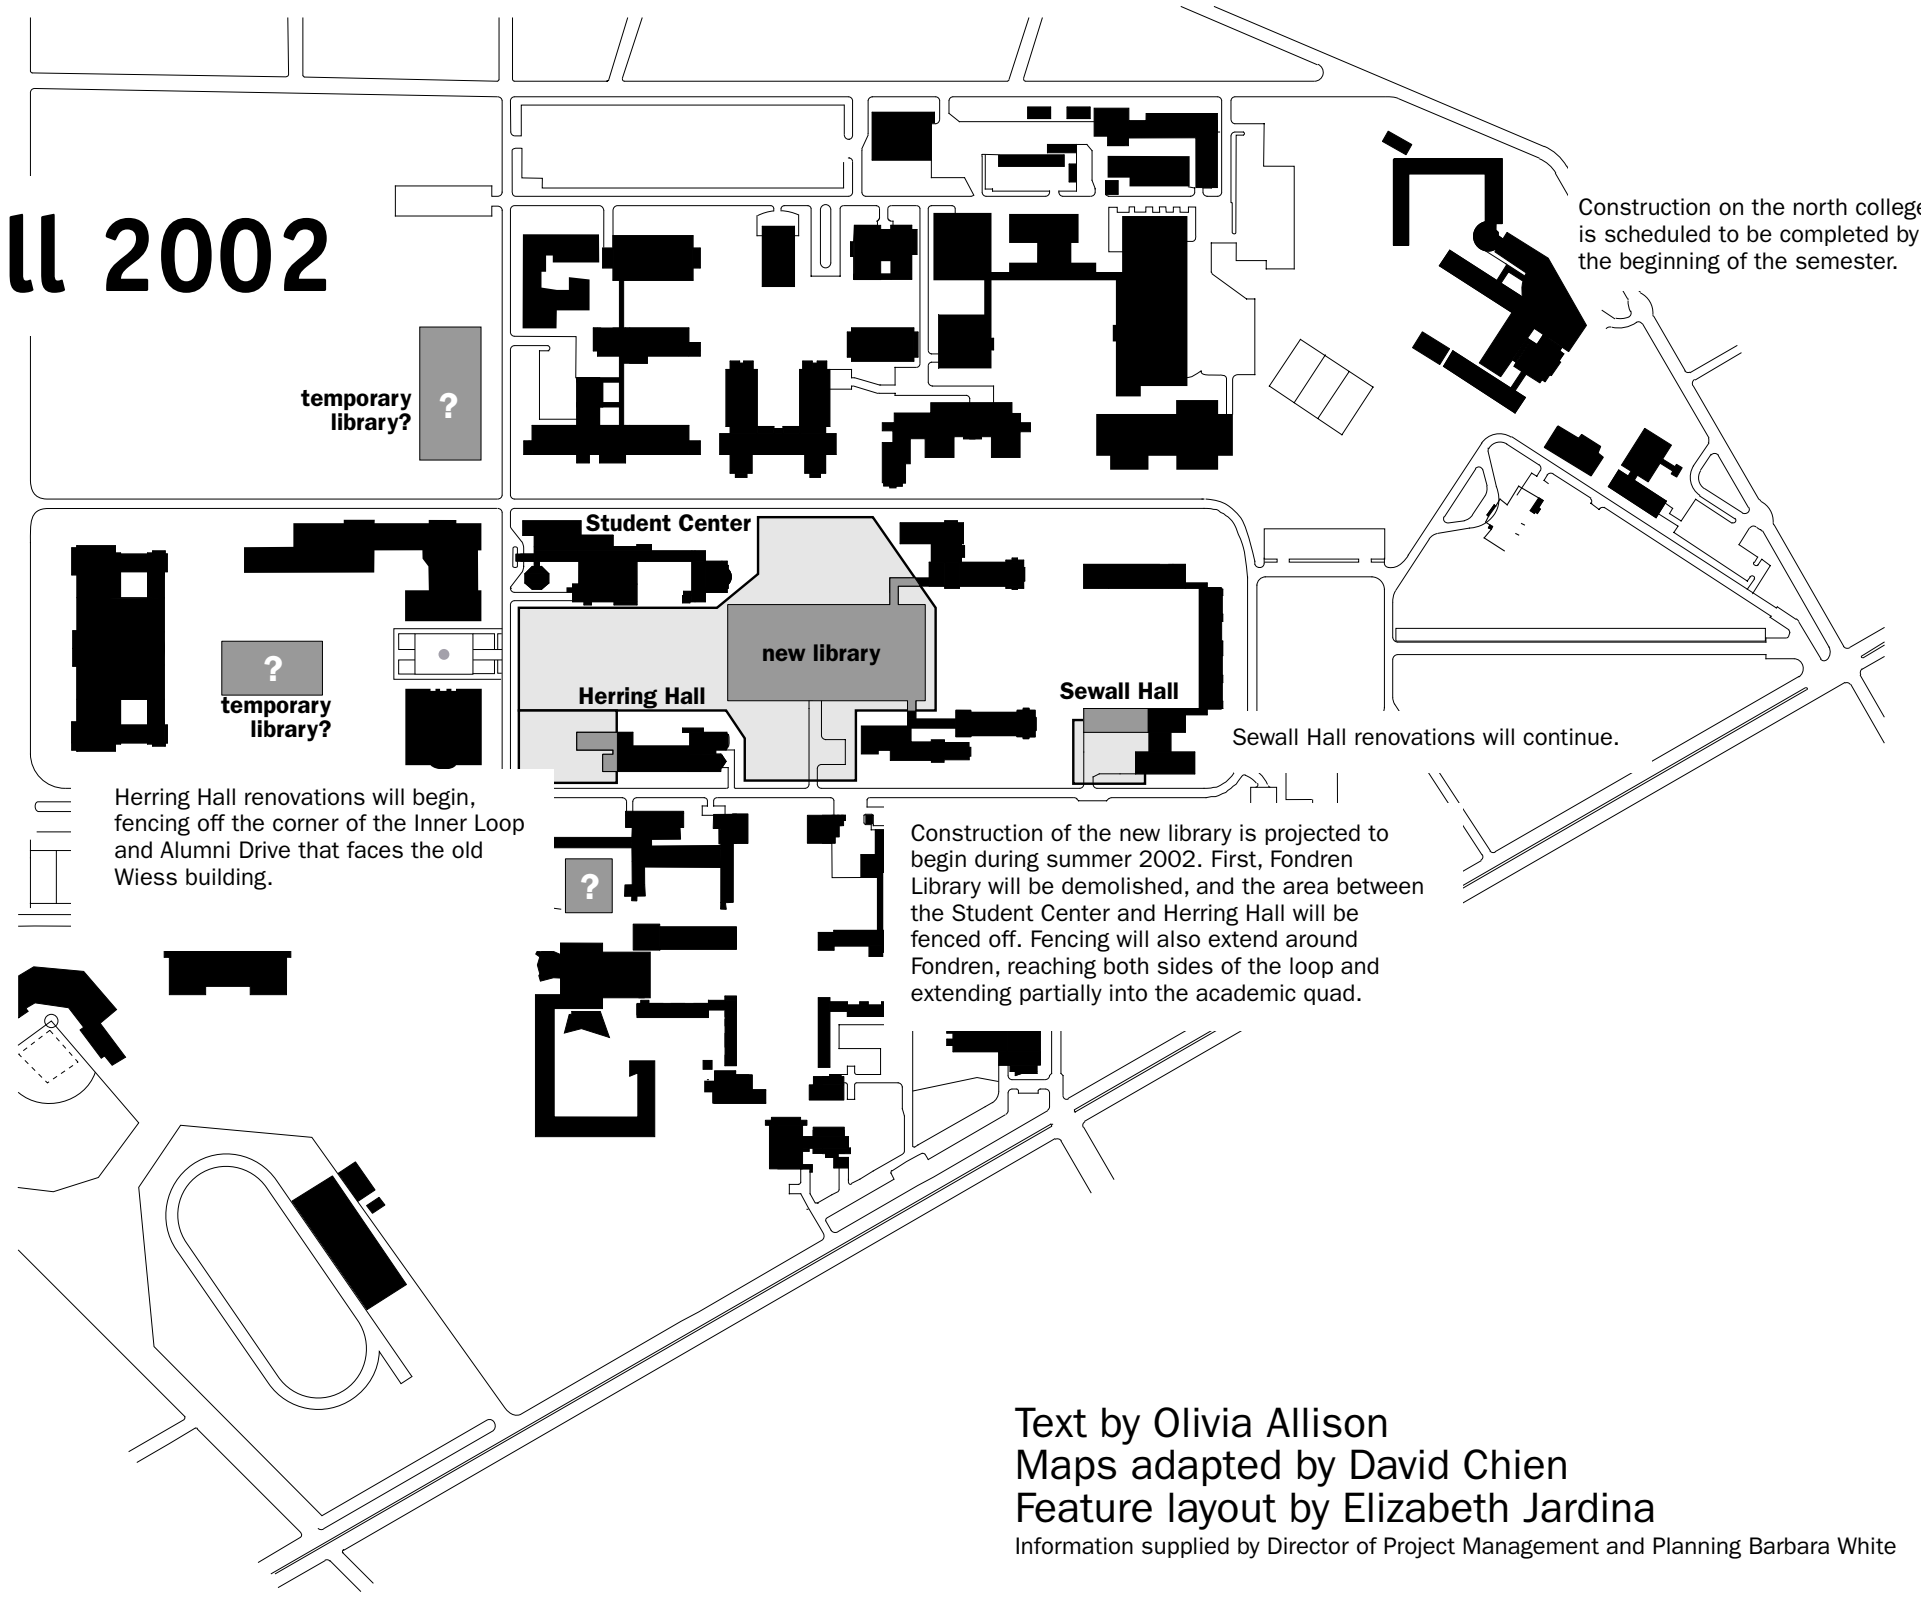 Construction on the north college
is scheduled to be completed by
the beginning of the semester.
ll 2002
temporary
library?
?
Student Center
new library
?
temporary
library?
Herring Hall
Sewall Hall
Sewall Hall renovations will continue.
Herring Hall renovations will begin,
fencing off the corner of the Inner Loop
and Alumni Drive that faces the old
Wiess building.
?
Construction of the new library is projected to
begin during summer 2002. First, Fondren
Library will be demolished, and the area between
the Student Center and Herring Hall will be
fenced off. Fencing will also extend around
Fondren, reaching both sides of the loop and
extending partially into the academic quad.
Text by Olivia Allison
Maps adapted by David Chien
Feature layout by Elizabeth Jardina
Information supplied by Director of Project Management and Planning Barbara White